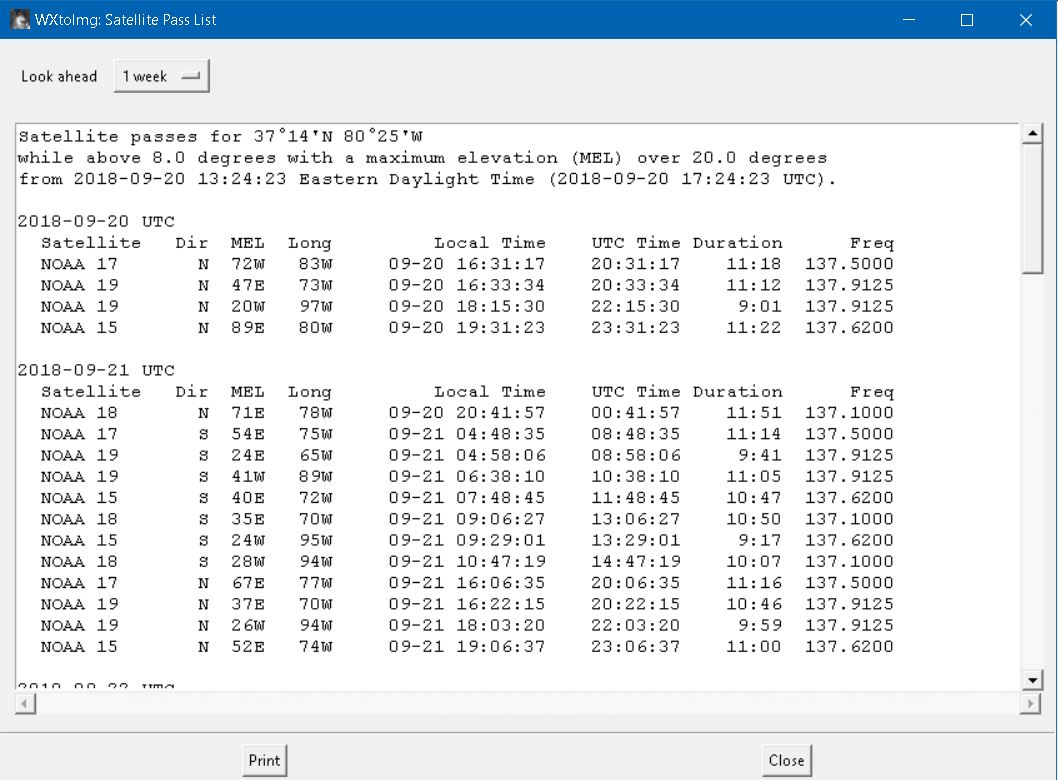 WXtoImg: Satellite Pass List
Look ahead 1 week
Satellite passes for 37°14'N 80°25'W
while above 8.0 degrees with a maximum elevation (MEL) over 20.0 degrees
from 2018-09-20 13:24:23 Eastern Daylight Time (2018-09-20 17:24:23 UTC).
2018-09-20 UTC
Satellite Dir MEL Long Local Time UTC Time Duration Freq
NOAA 17 N 72W 83W 09-20 16:31:17 20:31:17 11:18 137.5000
NOAA 19 N 47E 73W 09-20 16:33:34 20:33:34 11:12 137.9125
NOAA 19 N 20W 97W 09-20 18:15:30 22:15:30 9:01 137.9125
NOAA 15 N 89E 80W 09-20 19:31:23 23:31:23 11:22 137.6200
2018-09-21 UTC
Satellite Dir MEL Long Local Time UTC Time Duration Freq
NOAA 18 N 71E 78W 09-20 20:41:57 00:41:57 11:51 137.1000
NOAA 17 S 54E 75W 09-21 04:48:35 08:48:35 11:14 137.5000
NOAA 19 S 24E 65W 09-21 04:58:06 08:58:06 9:41 137.9125
NOAA 19 S 41W 89W 09-21 06:38:10 10:38:10 11:05 137.9125
NOAA 15 S 40E 72W 09-21 07:48:45 11:48:45 10:47 137.6200
NOAA 18 S 35E 70W 09-21 09:06:27 13:06:27 10:50 137.1000
NOAA 15 S 24W 95W 09-21 09:29:01 13:29:01 9:17 137.6200
NOAA 18 S 28W 94W 09-21 10:47:19 14:47:19 10:07 137.1000
NOAA 17 N 67E 77W 09-21 16:06:35 20:06:35 11:16 137.5000
NOAA 19 N 37E 70W 09-21 16:22:15 20:22:15 10:46 137.9125
NOAA 19 N 26W 94W 09-21 18:03:20 22:03:20 9:59 137.9125
NOAA 15 N 52E 74W 09-21 19:06:37 23:06:37 11:00 137.6200
Print Close